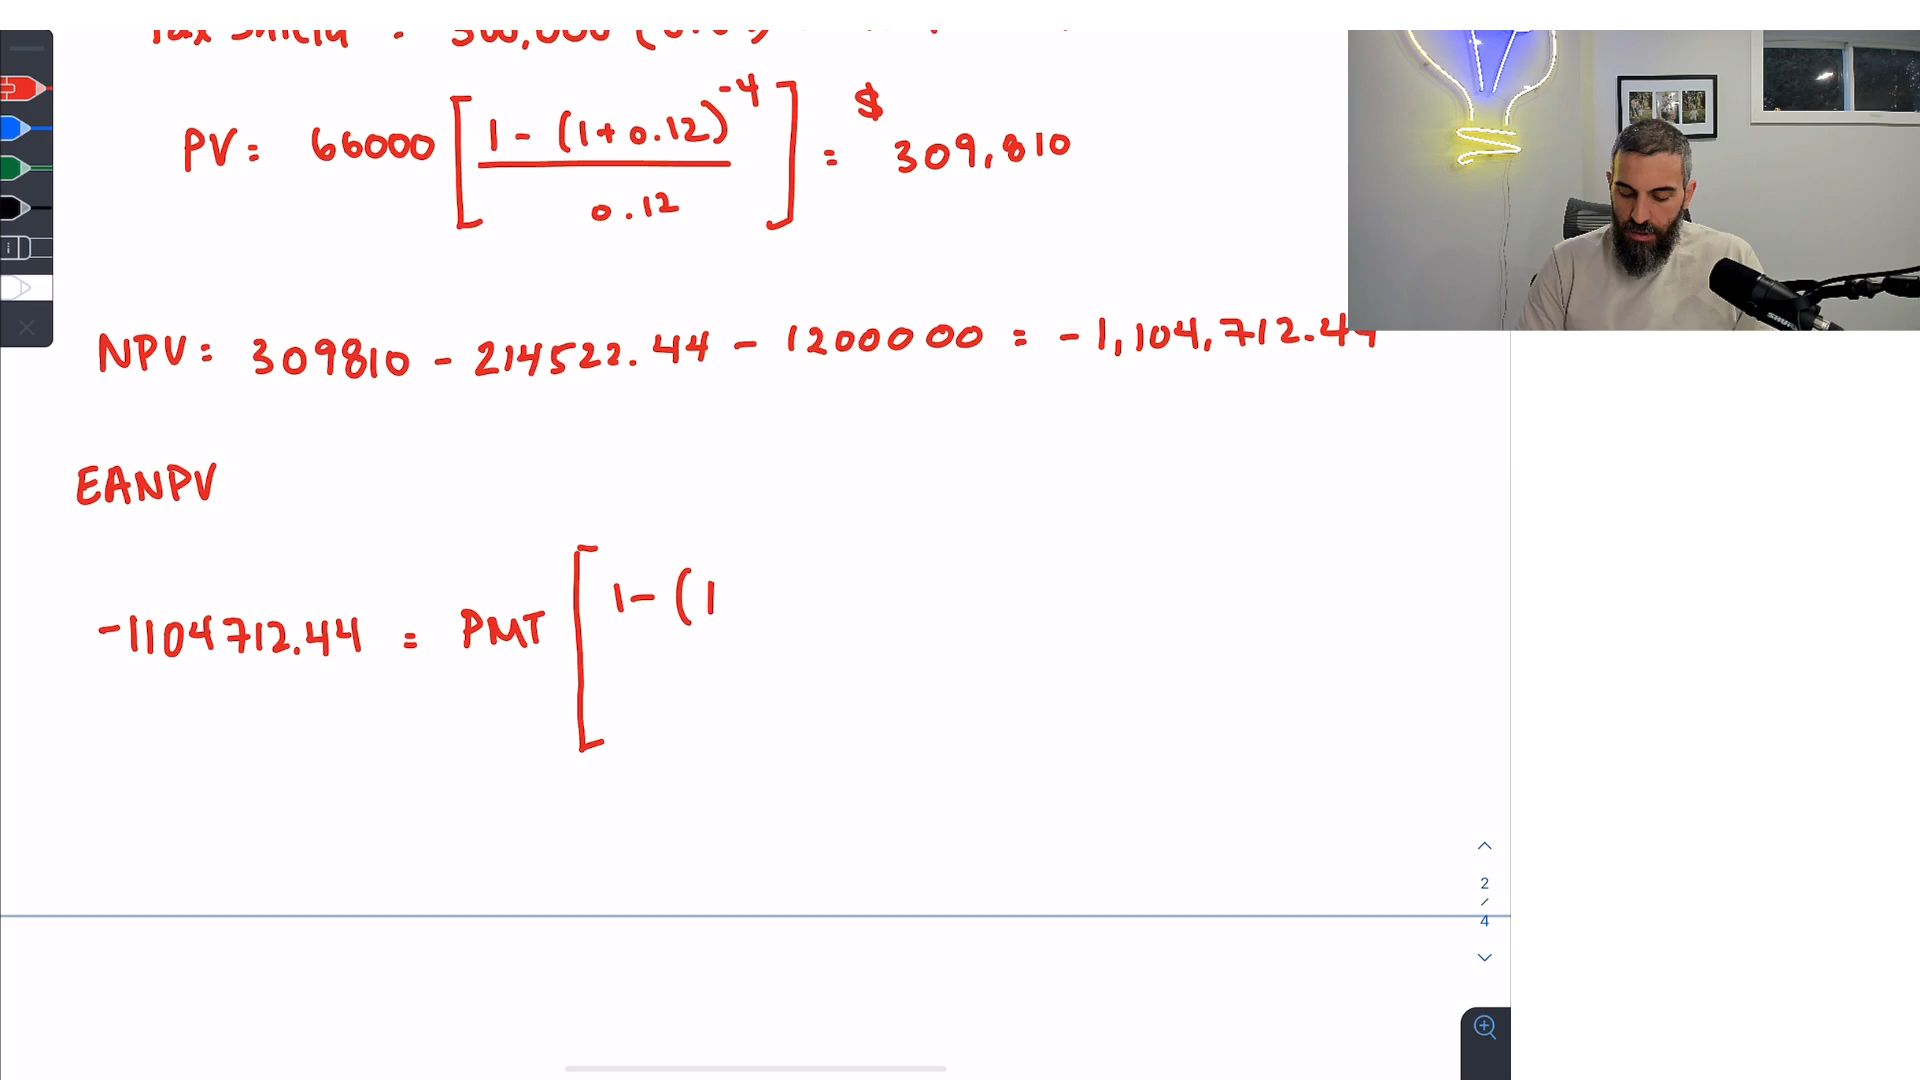 PV = 66000 [ 1 - (1+0.12)^-4 / 0.12 ] = $ 309,810
NPV = 309810 - 214522.44 - 1200000 = -1,104,712.44
EANPV
-1104712.44 = PMT [ 1 - (1
2
/
4
SHURE